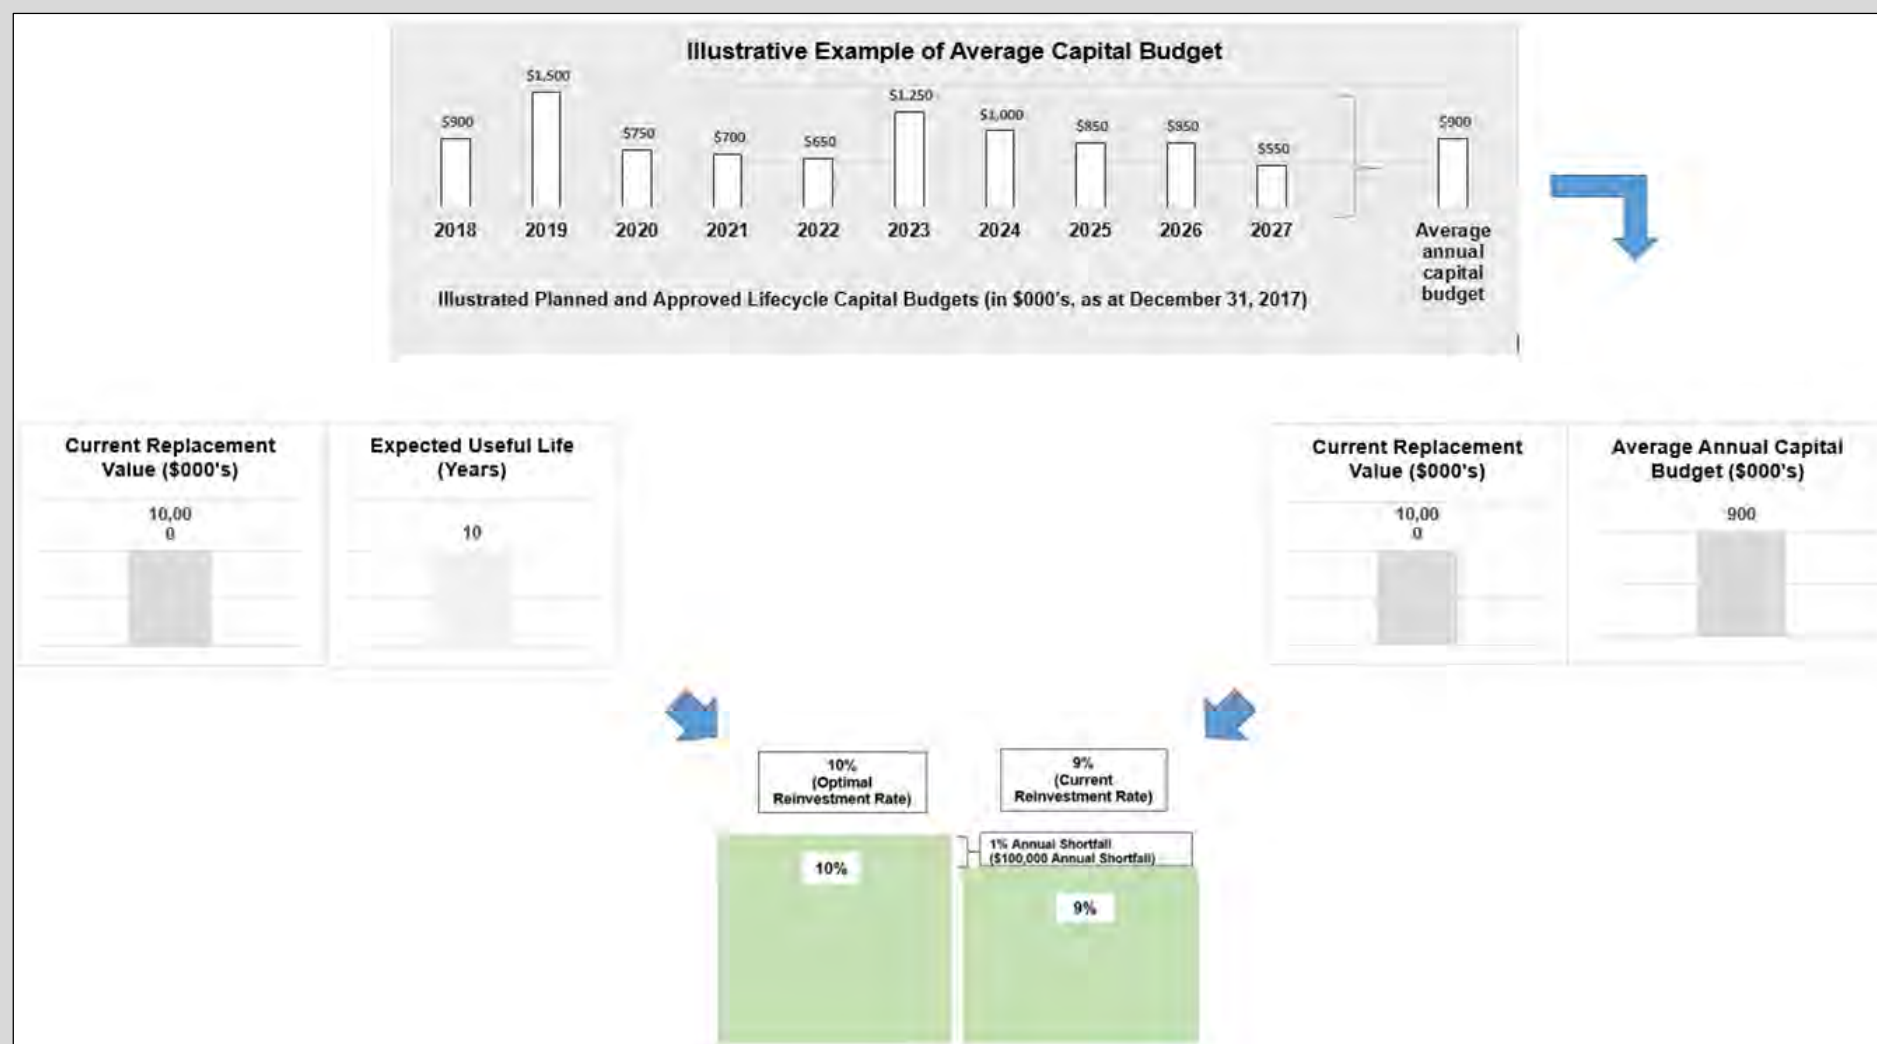 Illustrative Example of Average Capital Budget
$900
$1,500
$750
$700
$650
$1,250
$1,000
$850
$850
$550
$900
2018
2019
2020
2021
2022
2023
2024
2025
2026
2027
Average
annual
capital
budget
Illustrated Planned and Approved Lifecycle Capital Budgets (in $000's, as at December 31, 2017)
Current Replacement
Value ($000's)
10,00
0
Expected Useful Life
(Years)
10
Current Replacement
Value ($000's)
10,00
0
Average Annual Capital
Budget ($000's)
900
10%
(Optimal
Reinvestment Rate)
9%
(Current
Reinvestment Rate)
1% Annual Shortfall
($100,000 Annual Shortfall)
10%
9%